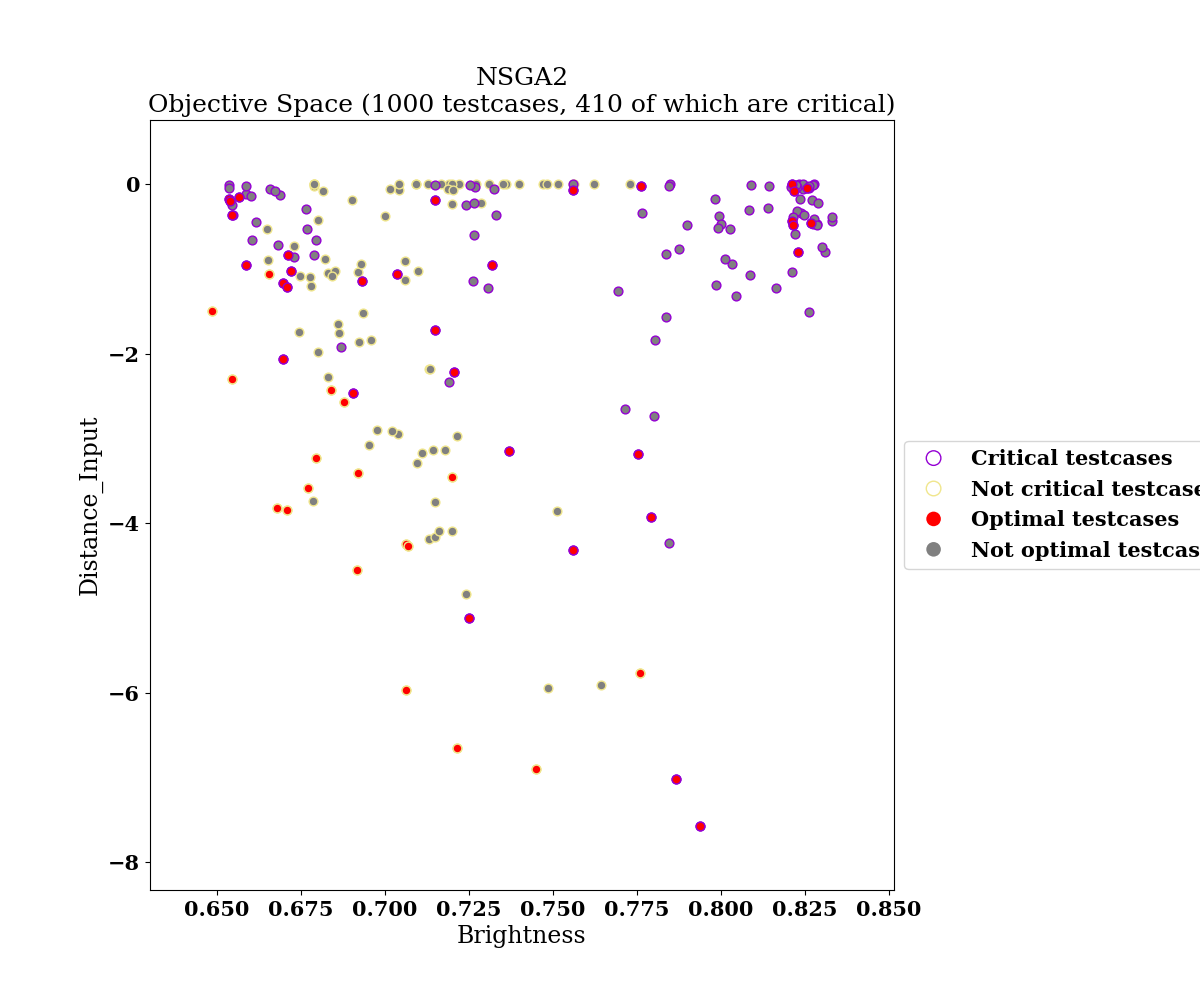 NSGA2
Objective Space (1000 testcases, 410 of which are critical)
0
−2
−4
−6
−8
Distance_Input
0.650 0.675 0.700 0.725 0.750 0.775 0.800 0.825 0.850
Brightness
Critical testcases
Not critical testcase
Optimal testcases
Not optimal testcas